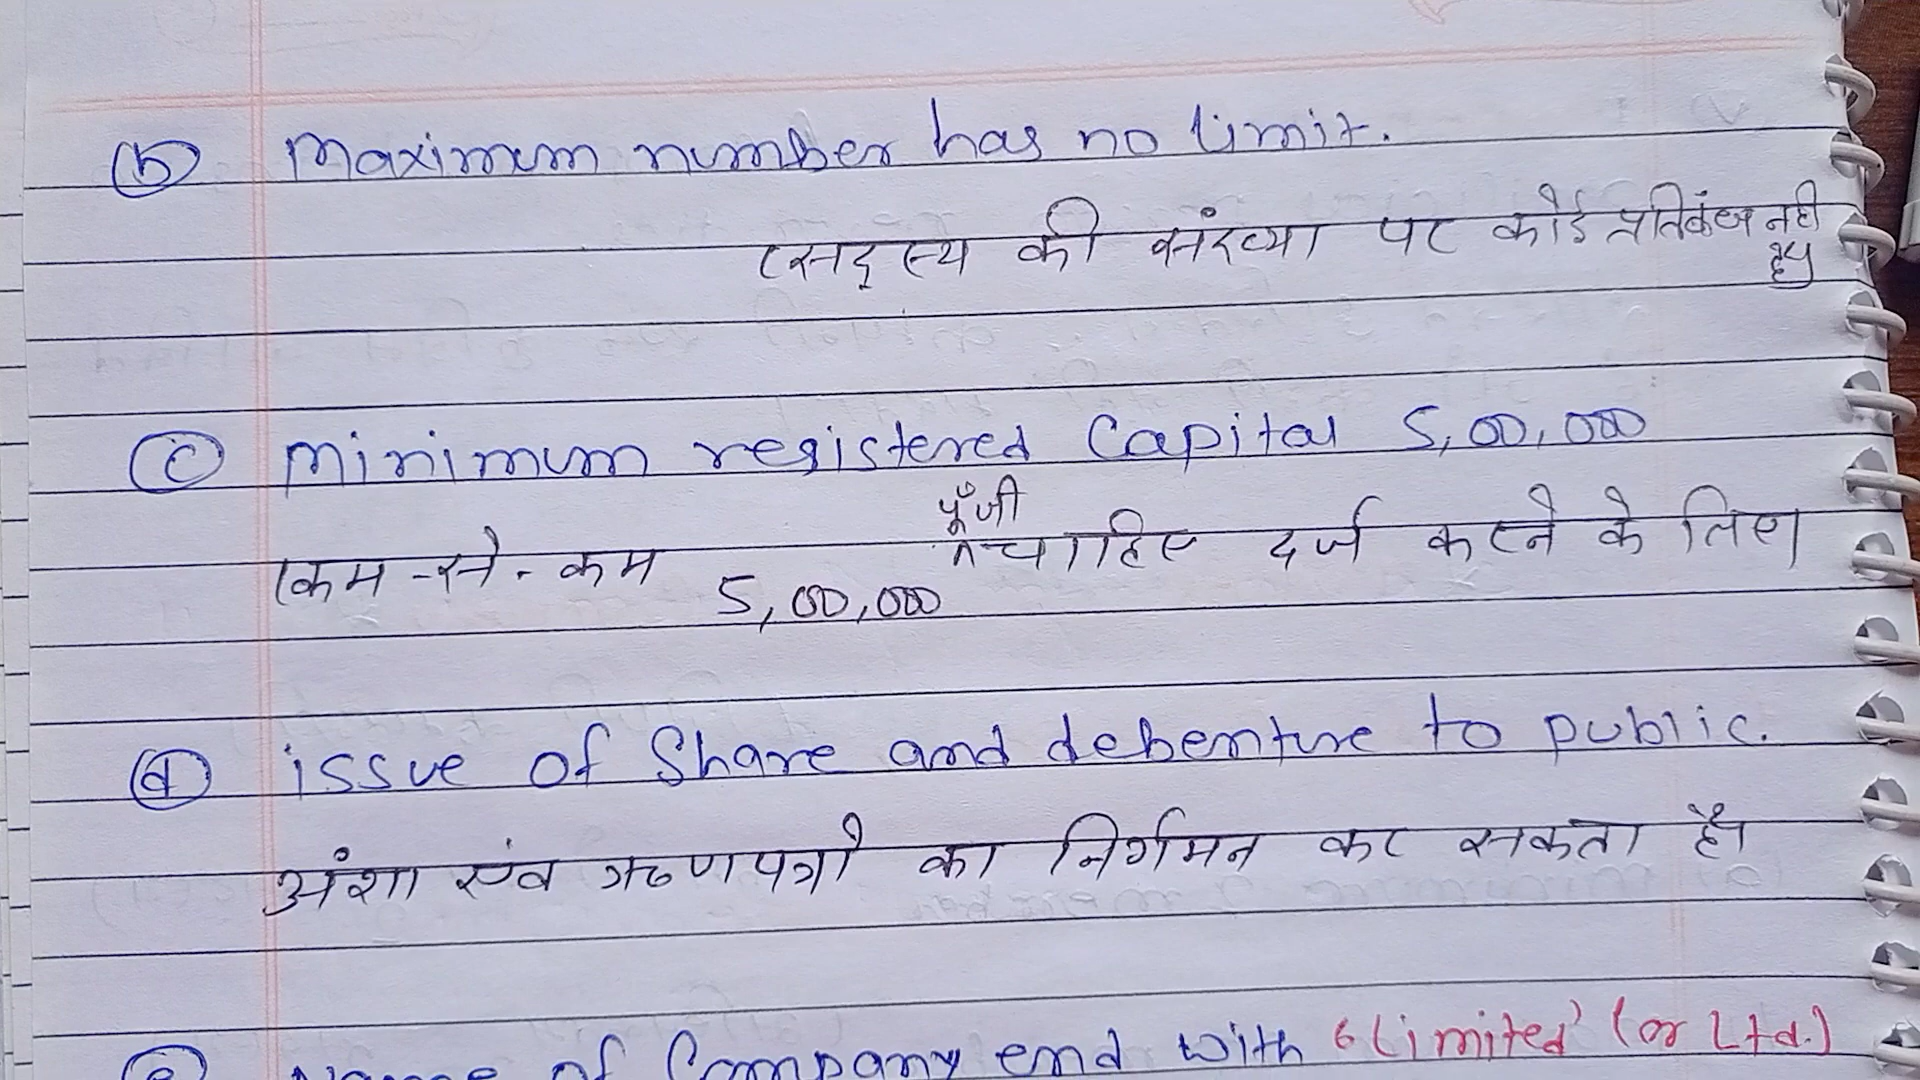 (b) Maximum number has no limit.
(सदस्य की संख्या पर कोई प्रतिबंध नही
है)
(c) Minimum registered Capital 5,00,000
पूँजी
(कम-से-कम 5,00,000 ^ चाहिए दर्ज करने के लिए)
(d) issue of Share and debenture to public.
अंशा एंव ऋणपत्रो का निर्गमन कर सकता है।
(e) Name of Company end with 'Limited' (or Ltd.)